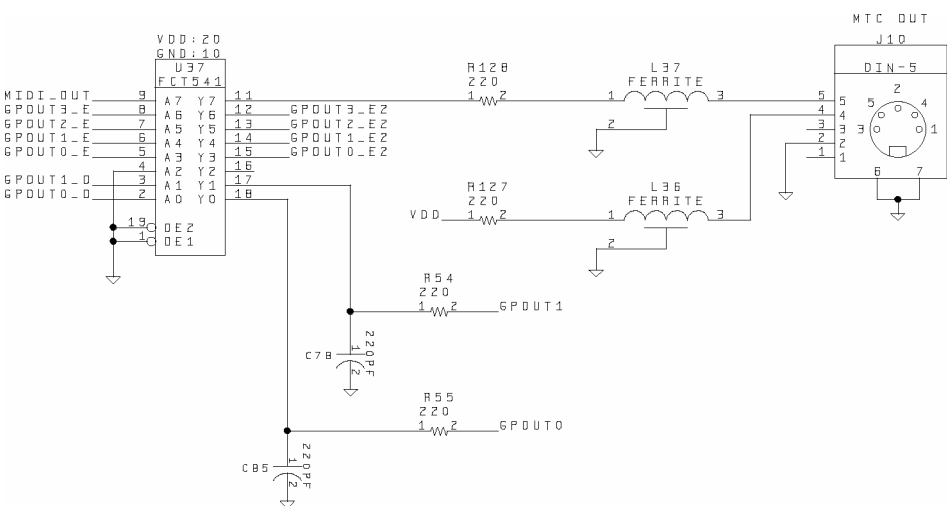 MTC OUT
J10
DIN-5
VDD:20
GND:10
U37
FCT541
MIDI_OUT 9 A7 Y7 11
GPOUT3_E 8 A6 Y6 12 GPOUT3_E2
GPOUT2_E 7 A5 Y5 13 GPOUT2_E2
GPOUT1_E 6 A4 Y4 14 GPOUT1_E2
GPOUT0_E 5 A3 Y3 15 GPOUT0_E2
4 A2 Y2 16
GPOUT1_D 3 A1 Y1 17
GPOUT0_D 2 A0 Y0 18
19 OE2
1 OE1
R128
220
1 2
L37
FERRITE
1 3
2
5 5
4 4
3 3
2 2
1 1
2
5 4
3 1
6 7
R127
220
VDD 1 2
L36
FERRITE
1 3
2
R54
220
1 2 GPOUT1
C78
1
2
220PF
R55
220
1 2 GPOUT0
C85
1
2
220PF